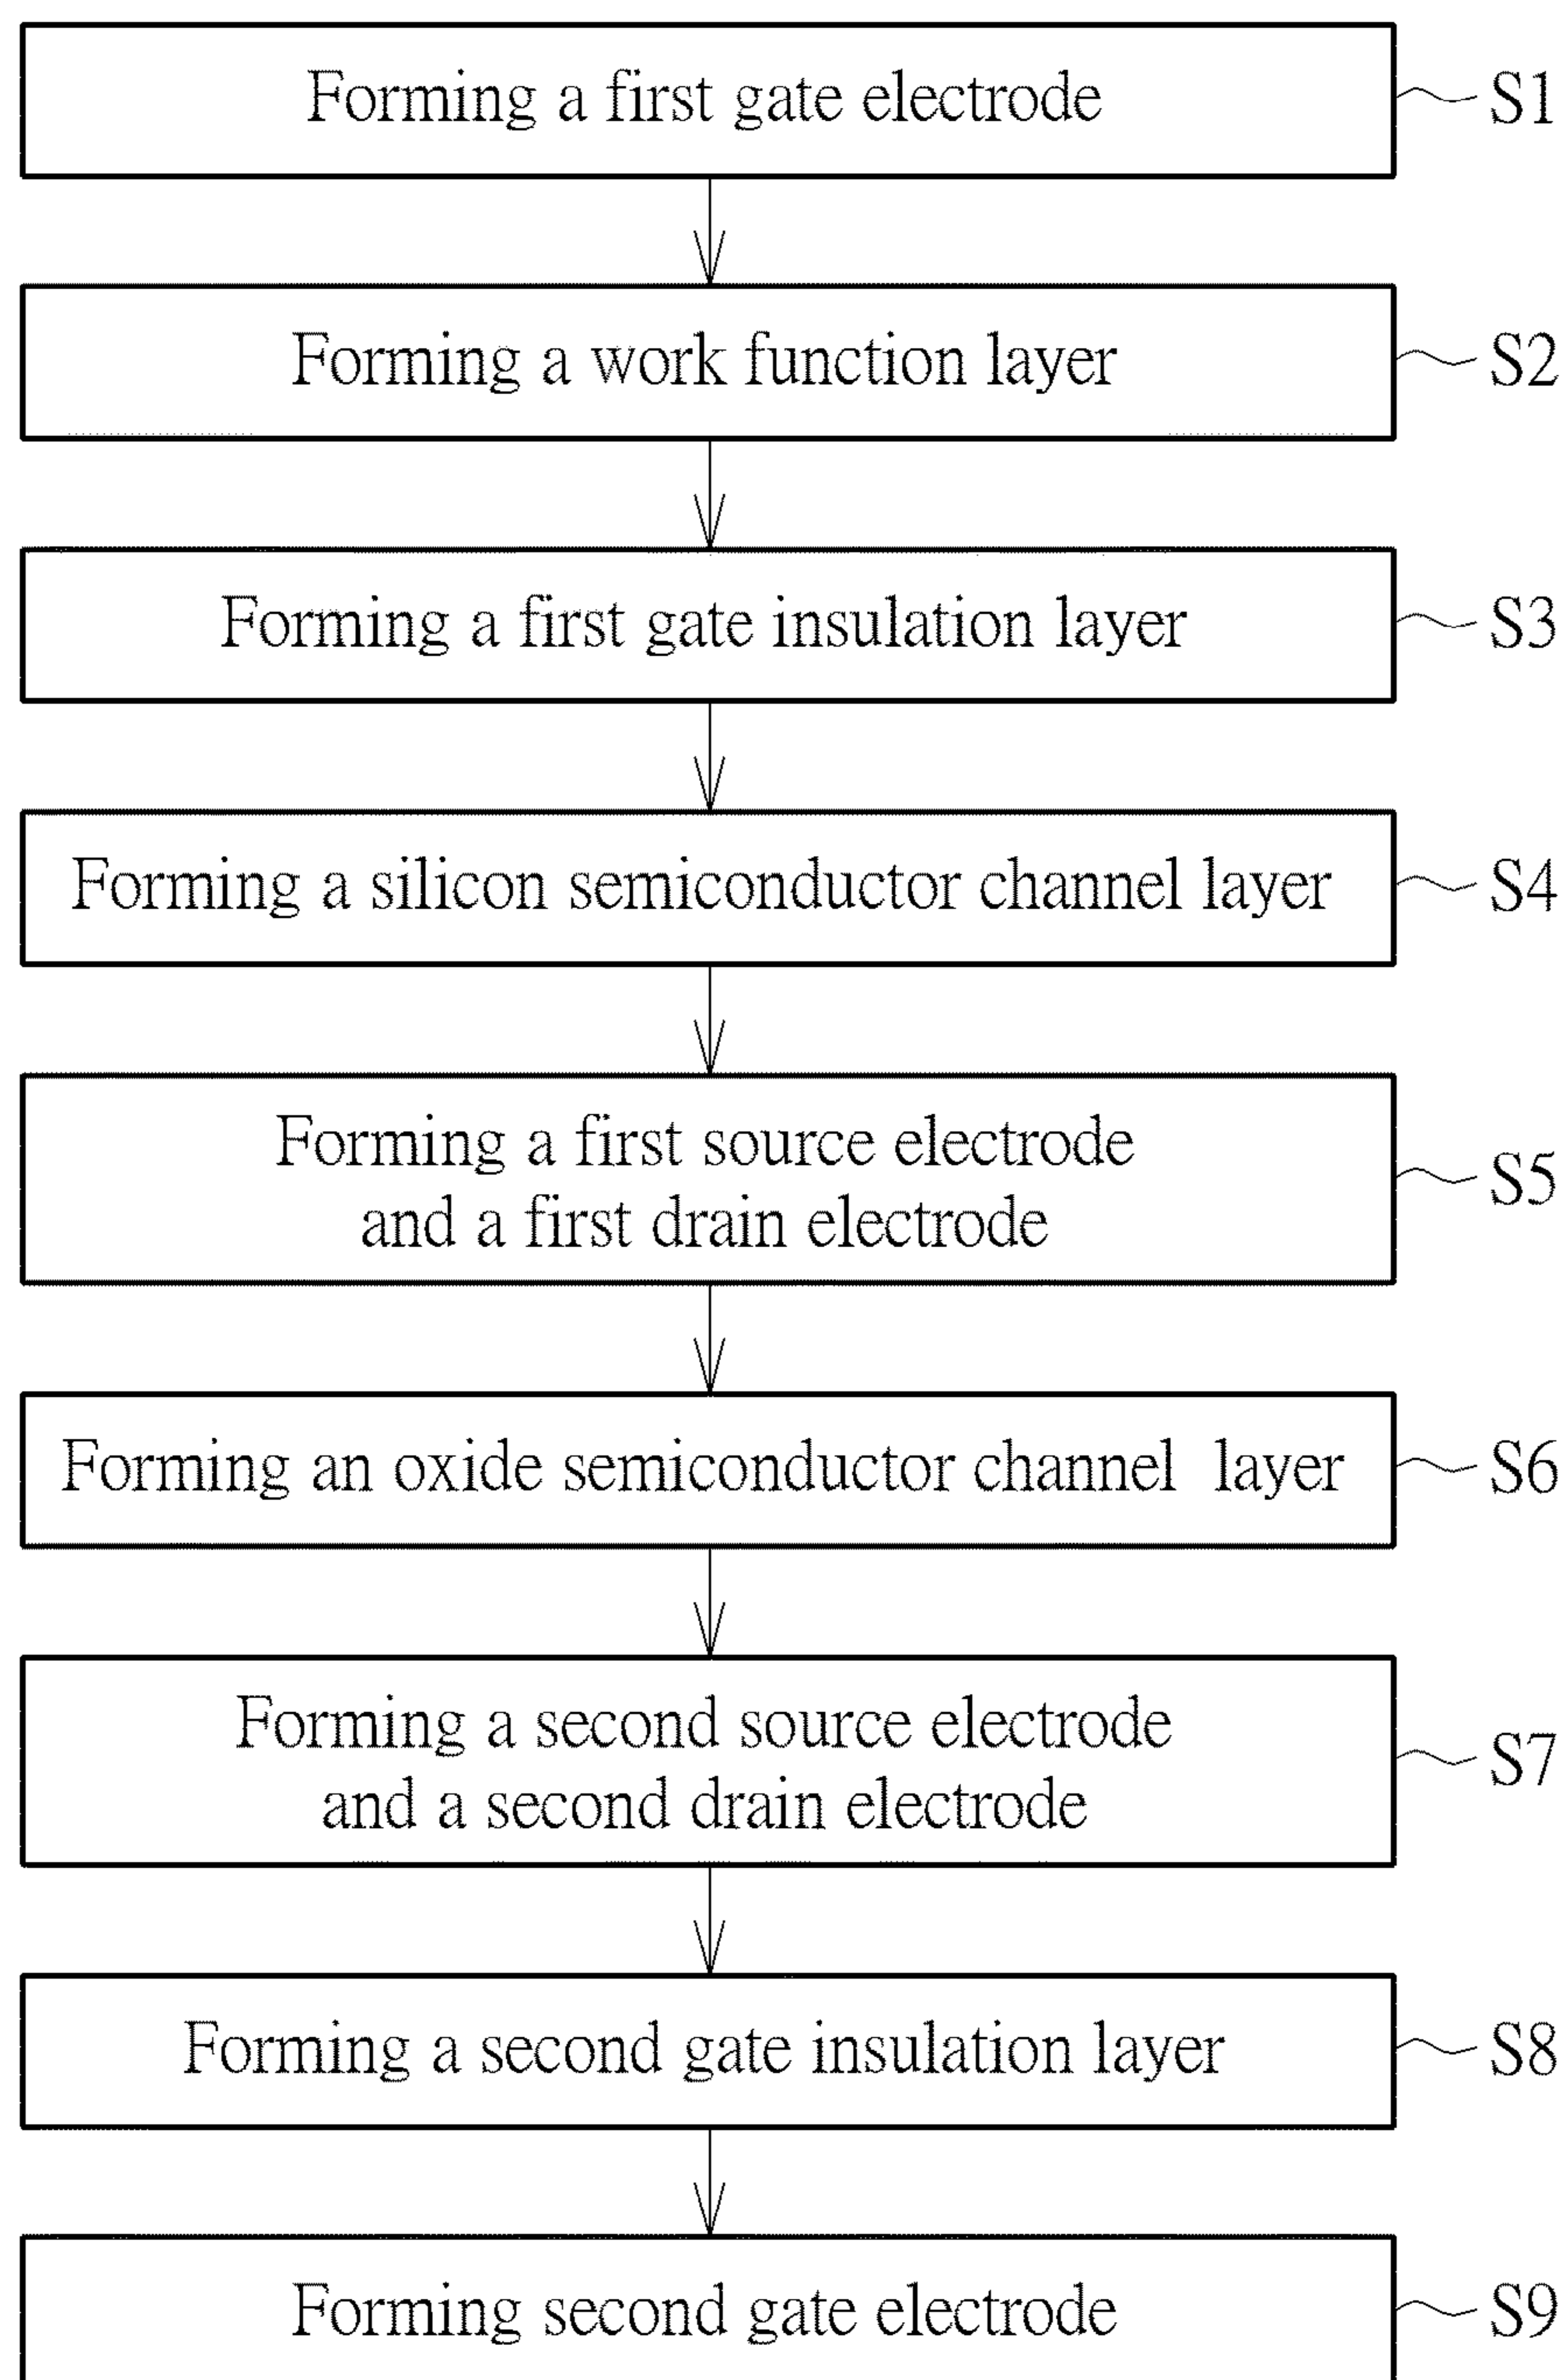 Forming a first gate electrode S1
Forming a work function layer S2
Forming a first gate insulation layer S3
Forming a silicon semiconductor channel layer S4
Forming a first source electrode
and a first drain electrode S5
Forming an oxide semiconductor channel layer S6
Forming a second source electrode
and a second drain electrode S7
Forming a second gate insulation layer S8
Forming second gate electrode S9